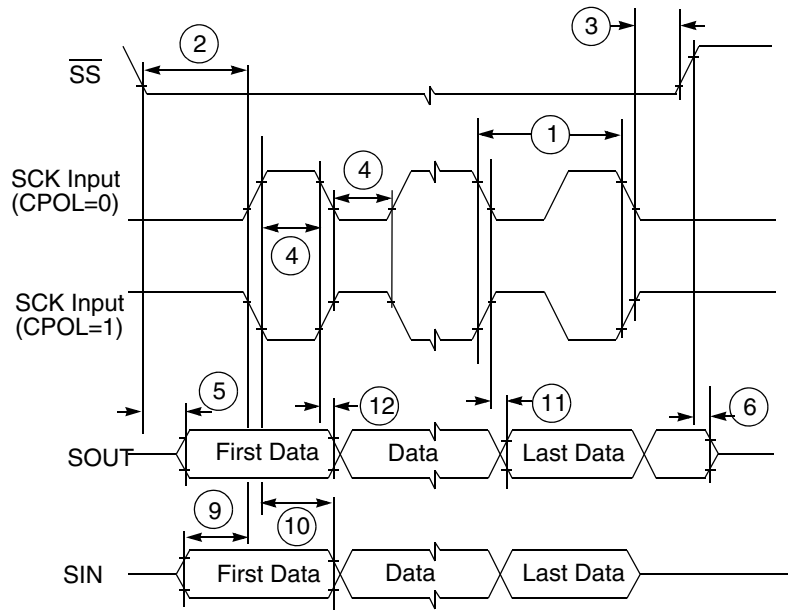 2
3
SS
1
SCK Input
(CPOL=0)
4
4
SCK Input
(CPOL=1)
5
12
11
6
SOUT
First Data
Data
Last Data
9
10
SIN
First Data
Data
Last Data